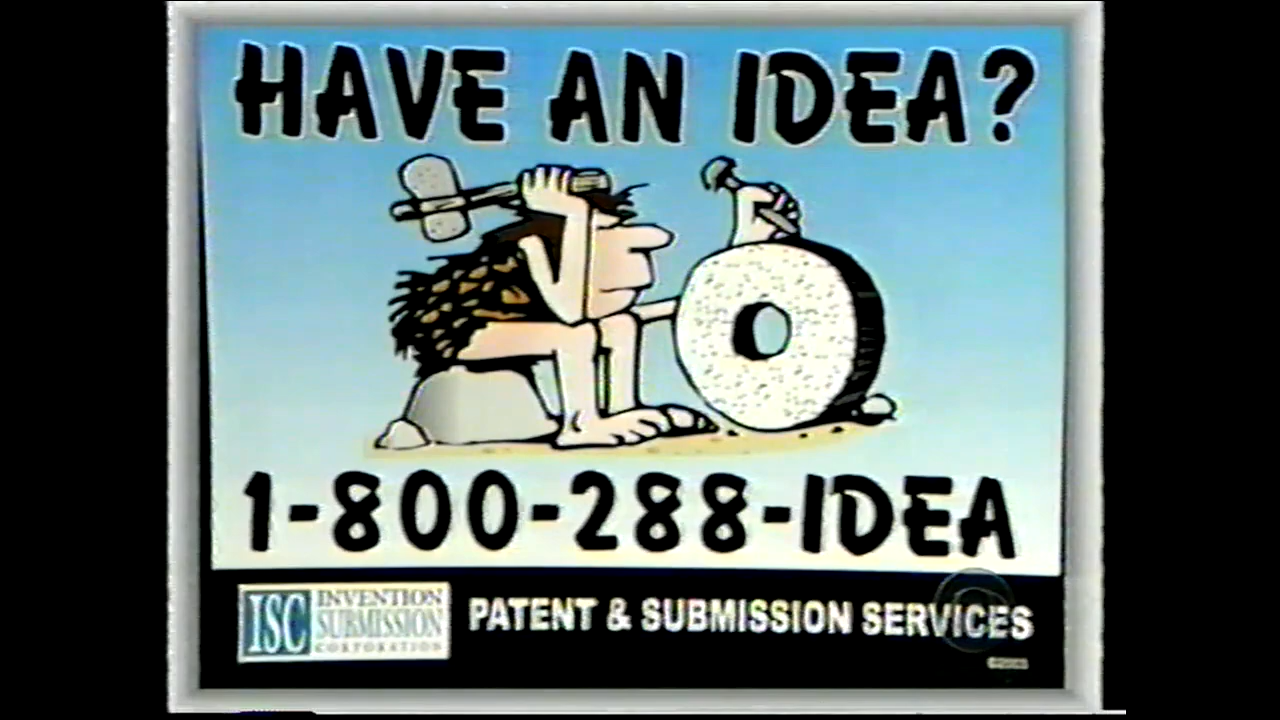 HAVE AN IDEA?
1-800-288-IDEA
ISC INVENTION
SUBMISSION
CORPORATION
PATENT & SUBMISSION SERVICES